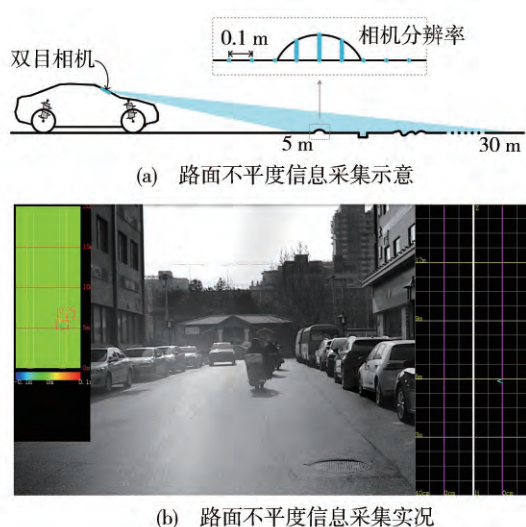 0.1 m
相机分辨率
双目相机
5 m
30 m
(a) 路面不平度信息采集示意
(b) 路面不平度信息采集实况